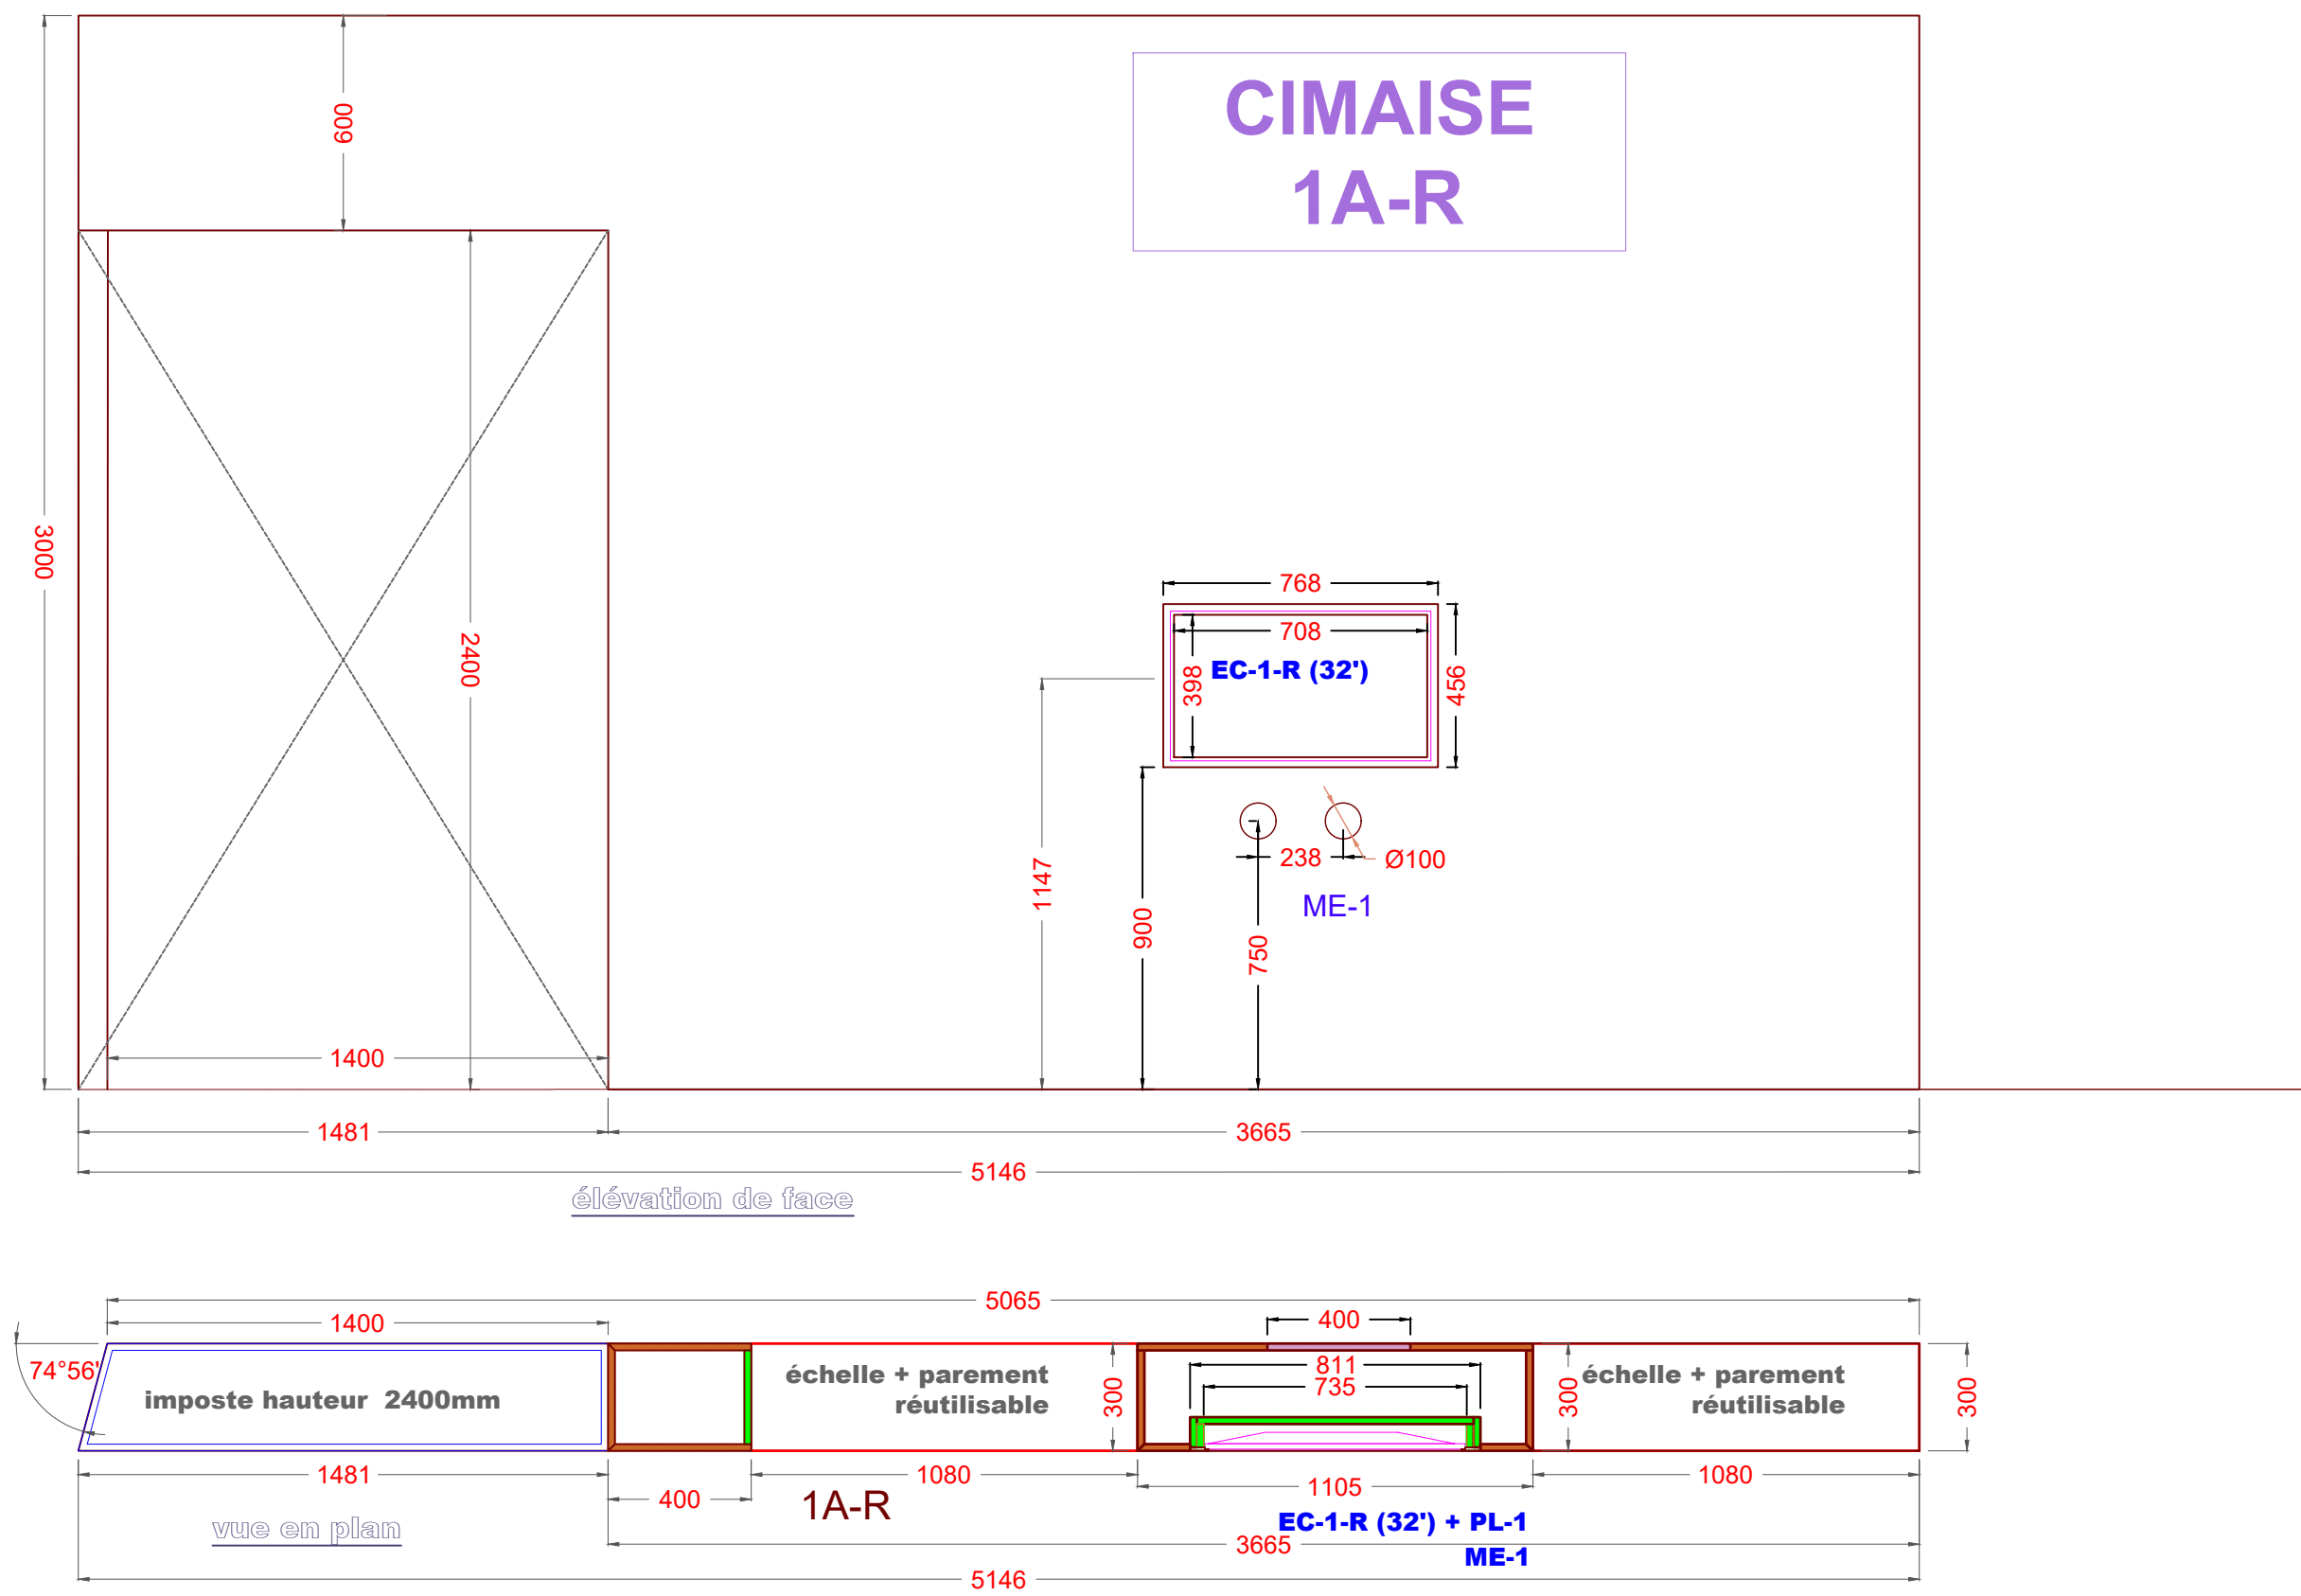 CIMAISE
1A-R
600
3000
2400
768
708
EC-1-R (32')
398
456
238
Ø100
ME-1
1147
900
750
1400
1481
3665
5146
élévation de face
5065
1400
400
74°56'
imposte hauteur 2400mm
échelle + parement
réutilisable
300
811
735
300
échelle + parement
réutilisable
300
1481
400
1080
1105
1080
1A-R
EC-1-R (32') + PL-1
vue en plan
3665
ME-1
5146